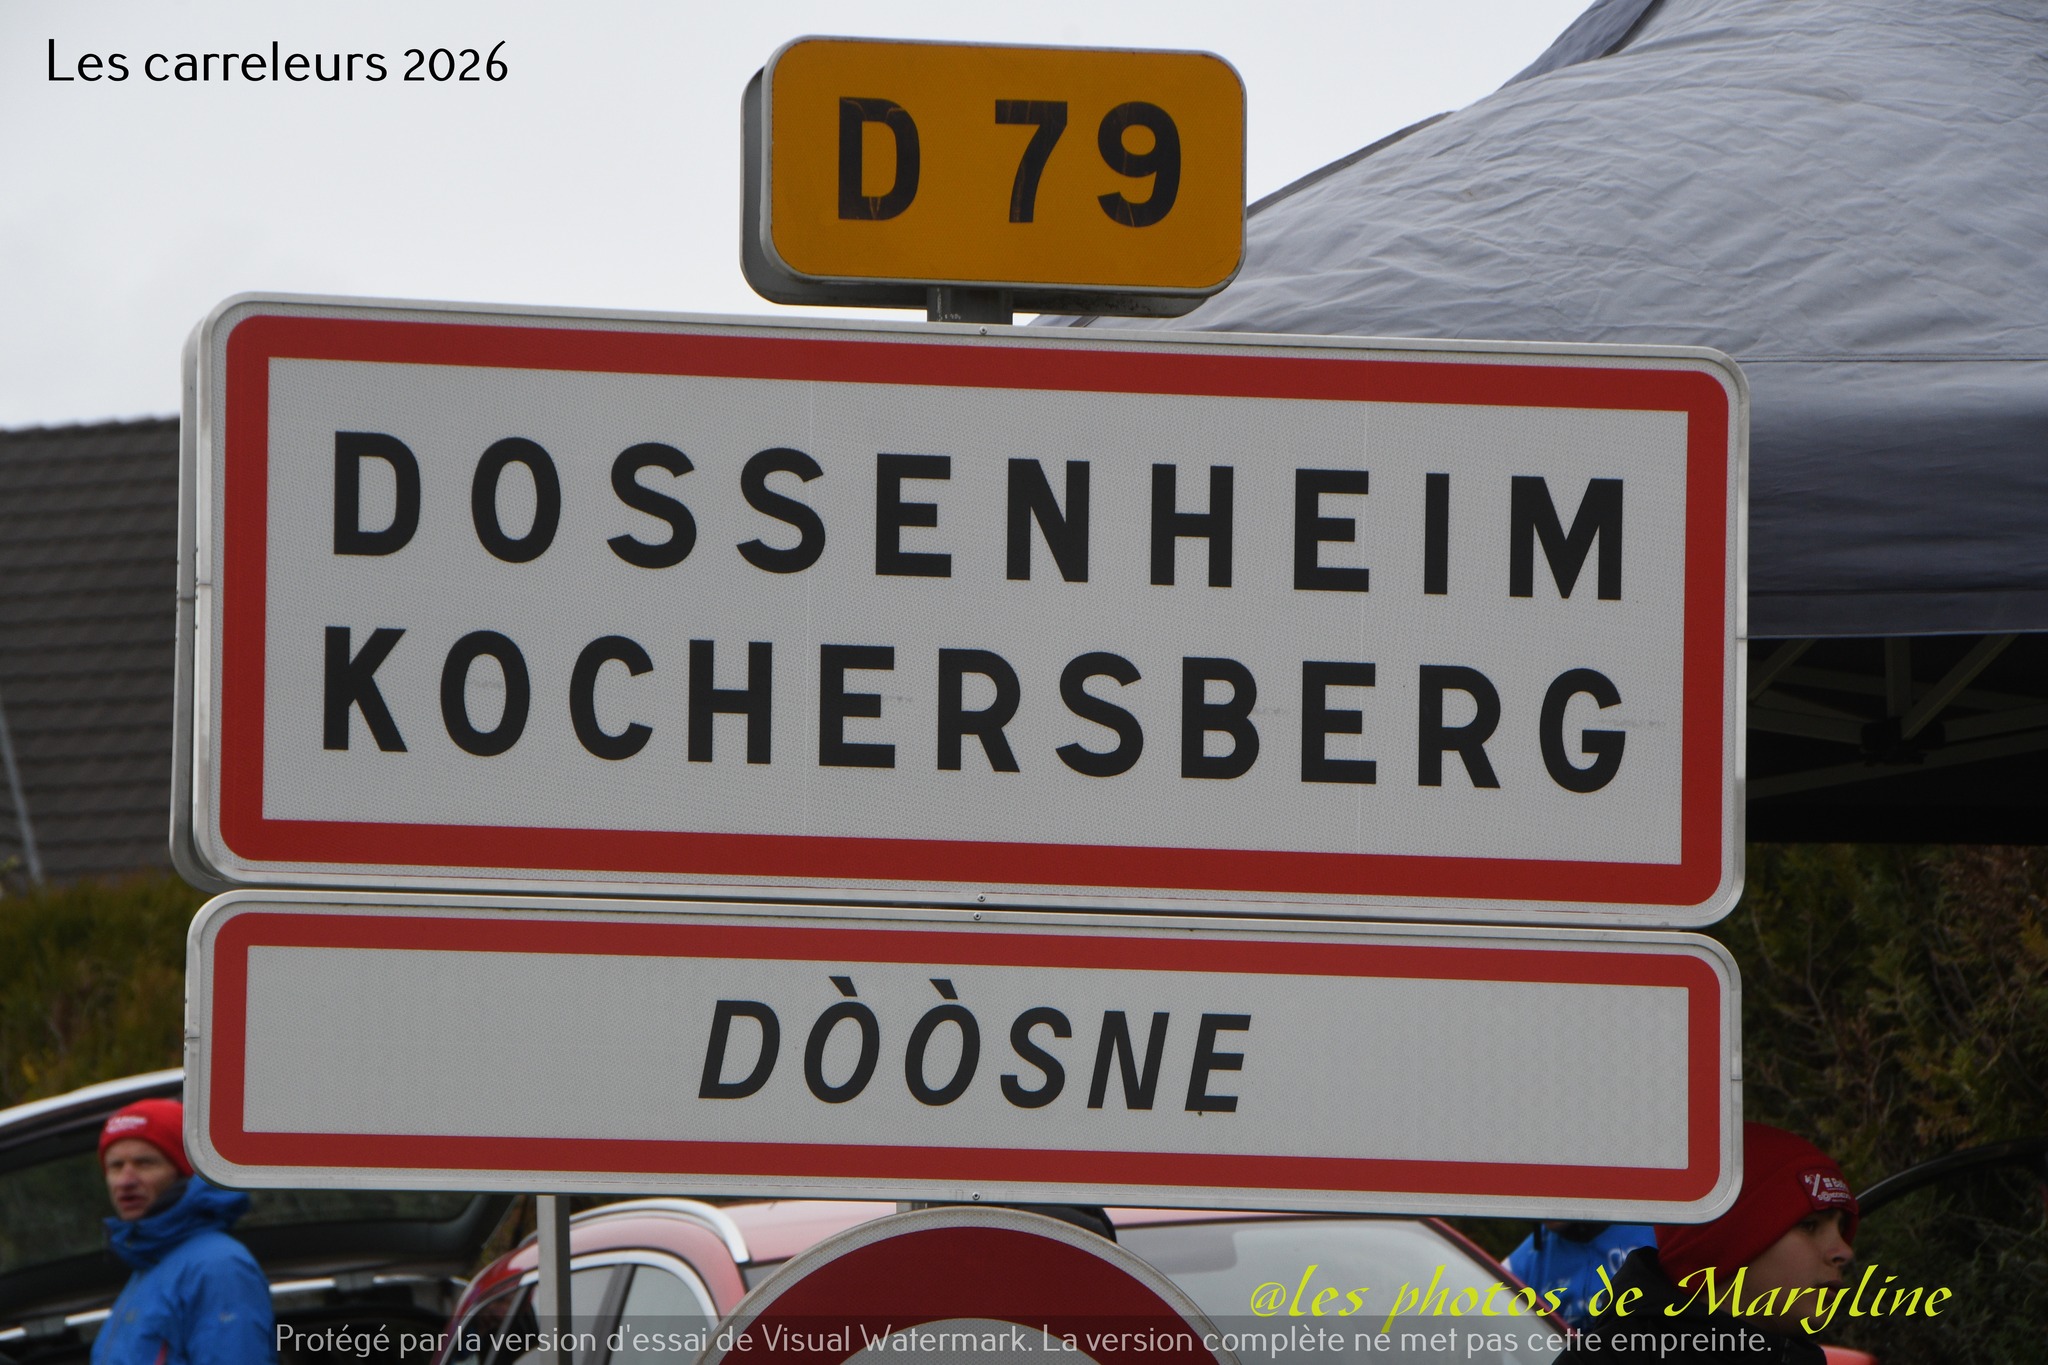 Les carreleurs 2026
D 79
DOSSENHEIM
KOCHERSBERG
DÒÒSNE
@les photos de Maryline
Protégé par la version d'essai de Visual Watermark. La version complète ne met pas cette empreinte.